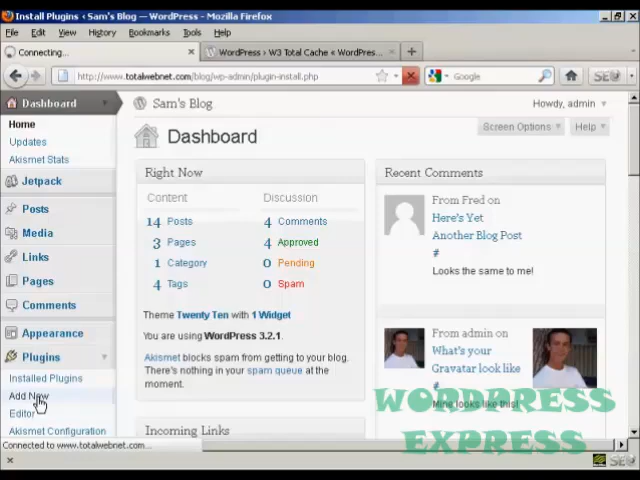 Install Plugins ‹ Sam's Blog — WordPress - Mozilla Firefox
File Edit View History Bookmarks Tools Help
Connecting...
WordPress › W3 Total Cache « WordPres...
http://www.totalwebnet.com/blog/wp-admin/plugin-install.php
Google
SEO
Dashboard
Home
Updates
Akismet Stats
Jetpack
Posts
Media
Links
Pages
Comments
Appearance
Plugins
Installed Plugins
Add New
Editor
Akismet Configuration
Sam's Blog
Howdy, admin
Dashboard
Screen Options
Help
Right Now
Content
Discussion
14 Posts
4 Comments
3 Pages
4 Approved
1 Category
0 Pending
4 Tags
0 Spam
Theme Twenty Ten with 1 Widget
You are using WordPress 3.2.1.
Akismet blocks spam from getting to your blog.
There's nothing in your spam queue at the
moment.
Incoming Links
Recent Comments
From Fred on
Here's Yet
Another Blog Post
#
Looks the same to me!
From admin on
What's your
Gravatar look like
#
Mine looks like this!
WORDPRESS
EXPRESS
Connected to www.totalwebnet.com...
SEO